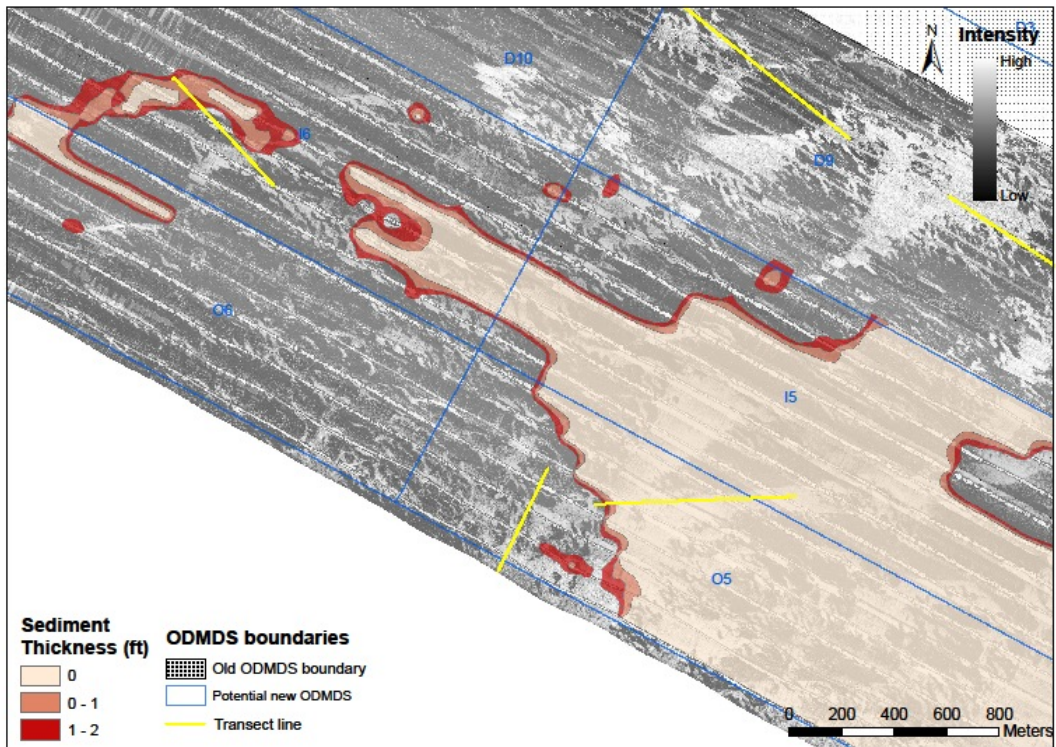 D3
N
Intensity
High
Low
D10
D9
I6
O6
I5
O5
Sediment
Thickness (ft)
0
0 - 1
1 - 2
ODMDS boundaries
Old ODMDS boundary
Potential new ODMDS
Transect line
0 200 400 600 800
Meters